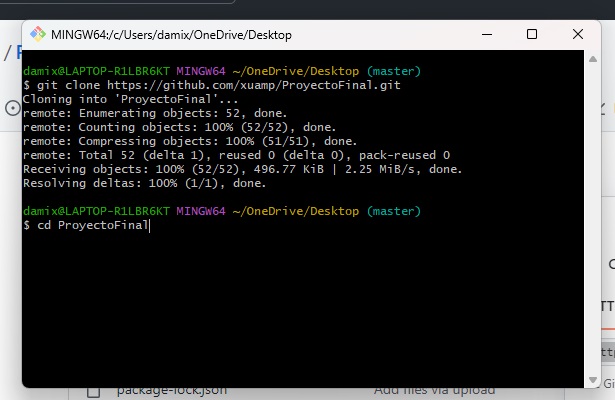 MINGW64:/c/Users/damix/OneDrive/Desktop
damix@LAPTOP-R1LBR6KT MINGW64 ~/OneDrive/Desktop (master)
$ git clone https://github.com/xuamp/ProyectoFinal.git
Cloning into 'ProyectoFinal'...
remote: Enumerating objects: 52, done.
remote: Counting objects: 100% (52/52), done.
remote: Compressing objects: 100% (51/51), done.
remote: Total 52 (delta 1), reused 0 (delta 0), pack-reused 0
Receiving objects: 100% (52/52), 496.77 KiB | 2.25 MiB/s, done.
Resolving deltas: 100% (1/1), done.
damix@LAPTOP-R1LBR6KT MINGW64 ~/OneDrive/Desktop (master)
$ cd ProyectoFinal
package-lock.json Add files via upload